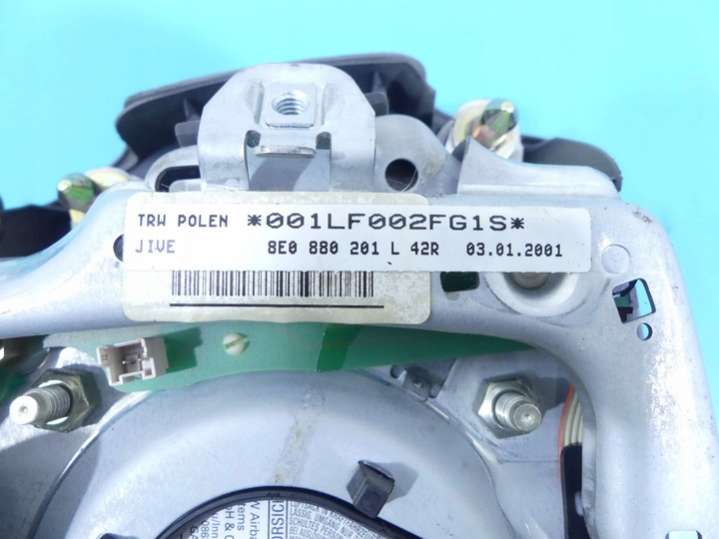 TRW POLEN *001LF002FG1S*
JIVE 8E0 880 201 L 42R 03.01.2001